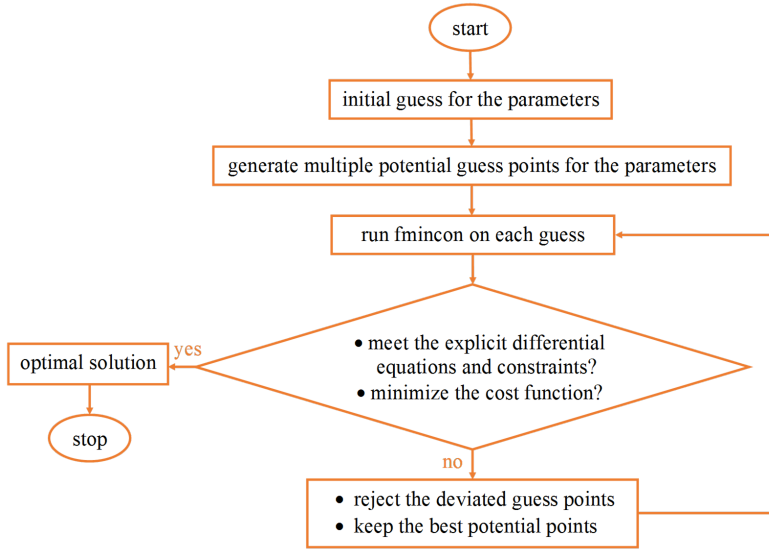 start
initial guess for the parameters
generate multiple potential guess points for the parameters
run fmincon on each guess
• meet the explicit differential
equations and constraints?
• minimize the cost function?
yes
optimal solution
stop
no
• reject the deviated guess points
• keep the best potential points